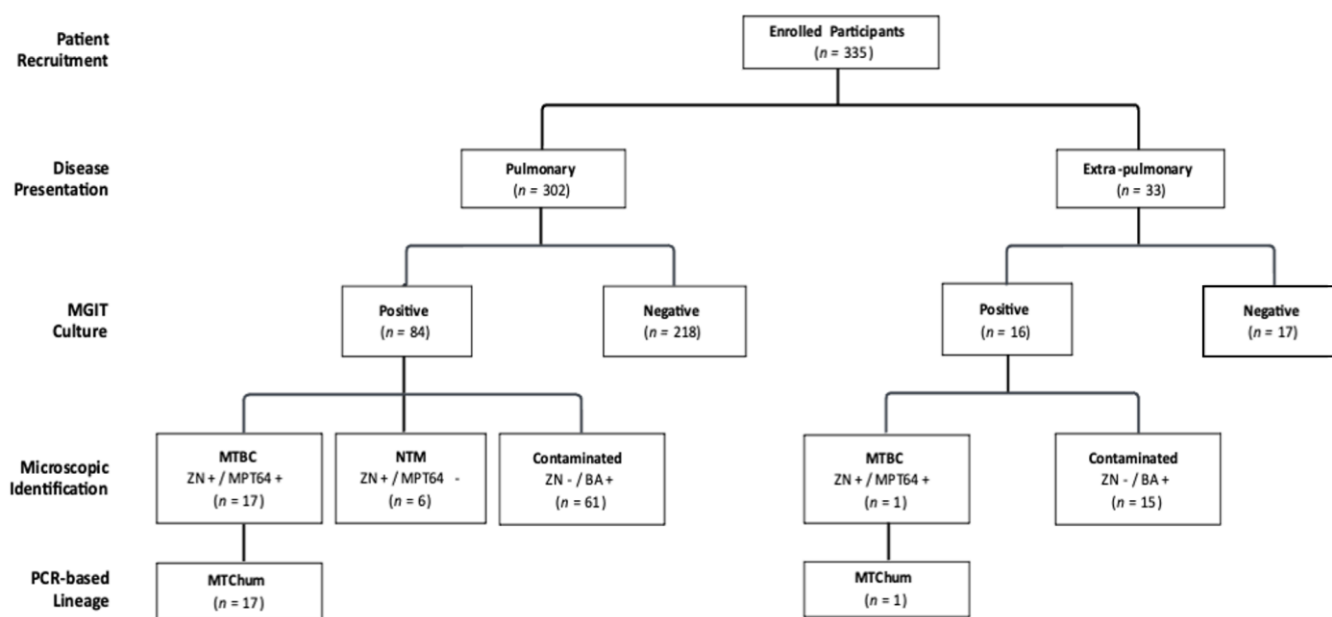 Patient
Recruitment
Enrolled Participants
(n = 335)
Disease
Presentation
Pulmonary
(n = 302)
Extra-pulmonary
(n = 33)
MGIT
Culture
Positive
(n = 84)
Negative
(n = 218)
Positive
(n = 16)
Negative
(n = 17)
Microscopic
Identification
MTBC
ZN + / MPT64 +
(n = 17)
NTM
ZN + / MPT64 -
(n = 6)
Contaminated
ZN - / BA +
(n = 61)
MTBC
ZN + / MPT64 +
(n = 1)
Contaminated
ZN - / BA +
(n = 15)
PCR-based
Lineage
MTChum
(n = 17)
MTChum
(n = 1)